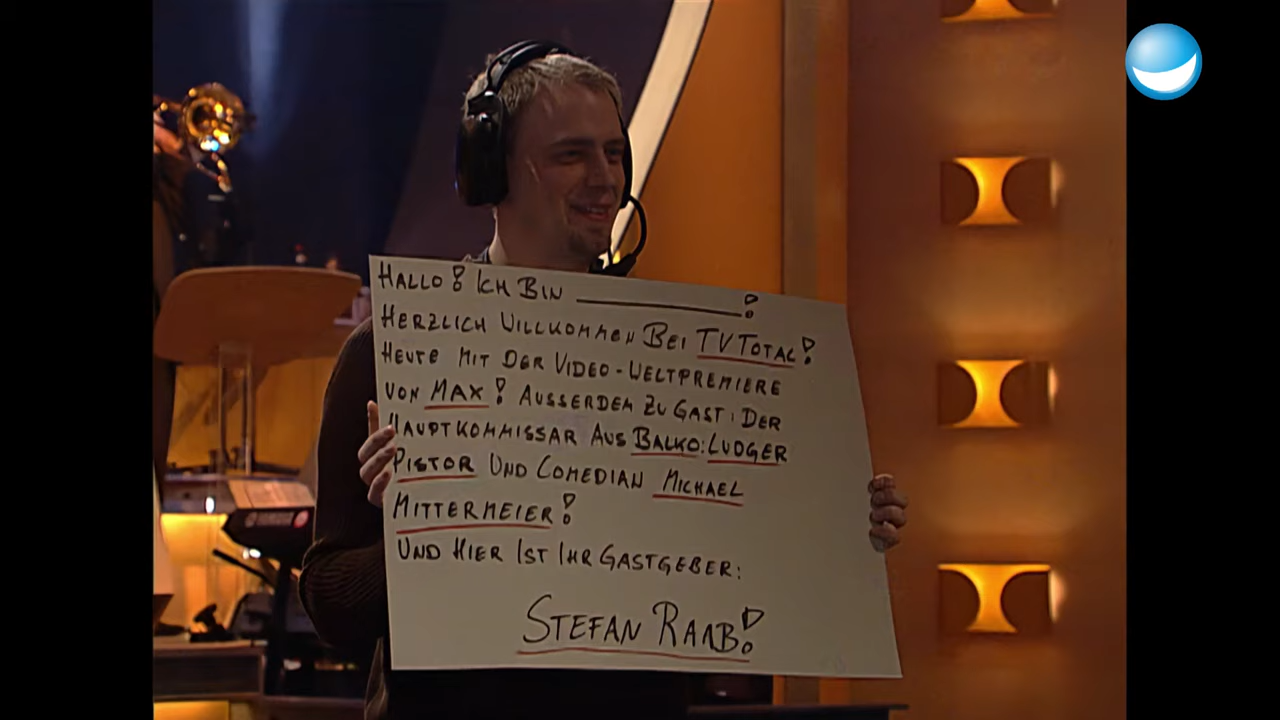 HALLO! ICH BIN __________!
HERZLICH WILLKOMMEN BEI TV TOTAL!
HEUTE MIT DER VIDEO-WELTPREMIERE
VON MAX! AUSSERDEM ZU GAST: DER
HAUPTKOMMISSAR AUS BALKO: LUDGER
PISTOR UND COMEDIAN MICHAEL
MITTERMEIER!
UND HIER IST IHR GASTGEBER:
STEFAN RAAB!